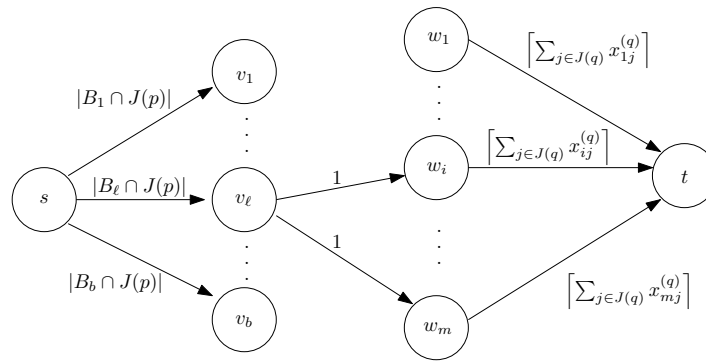 w_1
⌈∑_{j∈J(q)} x_{1j}^{(q)}⌉
v_1
|B_1 ∩ J(p)|
1
w_i
⌈∑_{j∈J(q)} x_{ij}^{(q)}⌉
s
|B_ℓ ∩ J(p)|
v_ℓ
t
1
|B_b ∩ J(p)|
⌈∑_{j∈J(q)} x_{mj}^{(q)}⌉
v_b
w_m